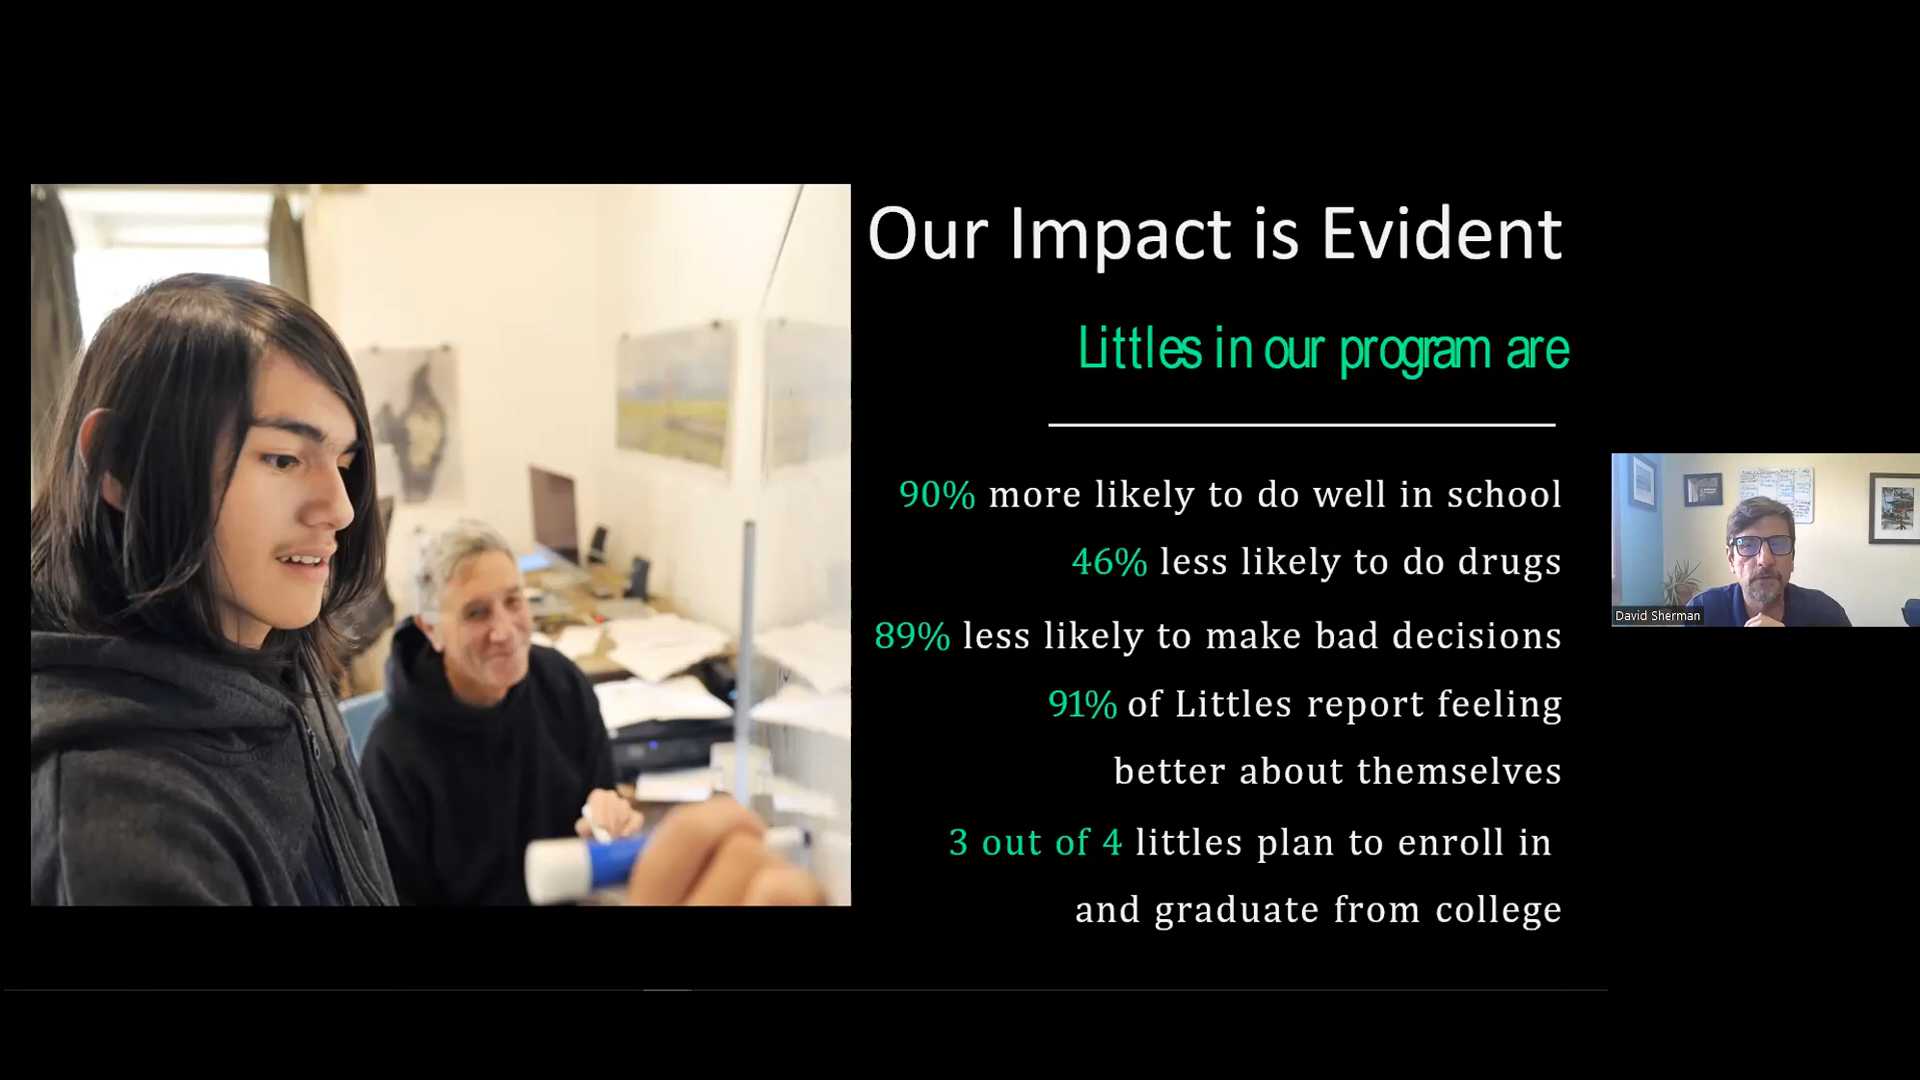 Our Impact is Evident
Littles in our program are
90% more likely to do well in school
46% less likely to do drugs
89% less likely to make bad decisions
91% of Littles report feeling
better about themselves
3 out of 4 littles plan to enroll in
and graduate from college
David Sherman